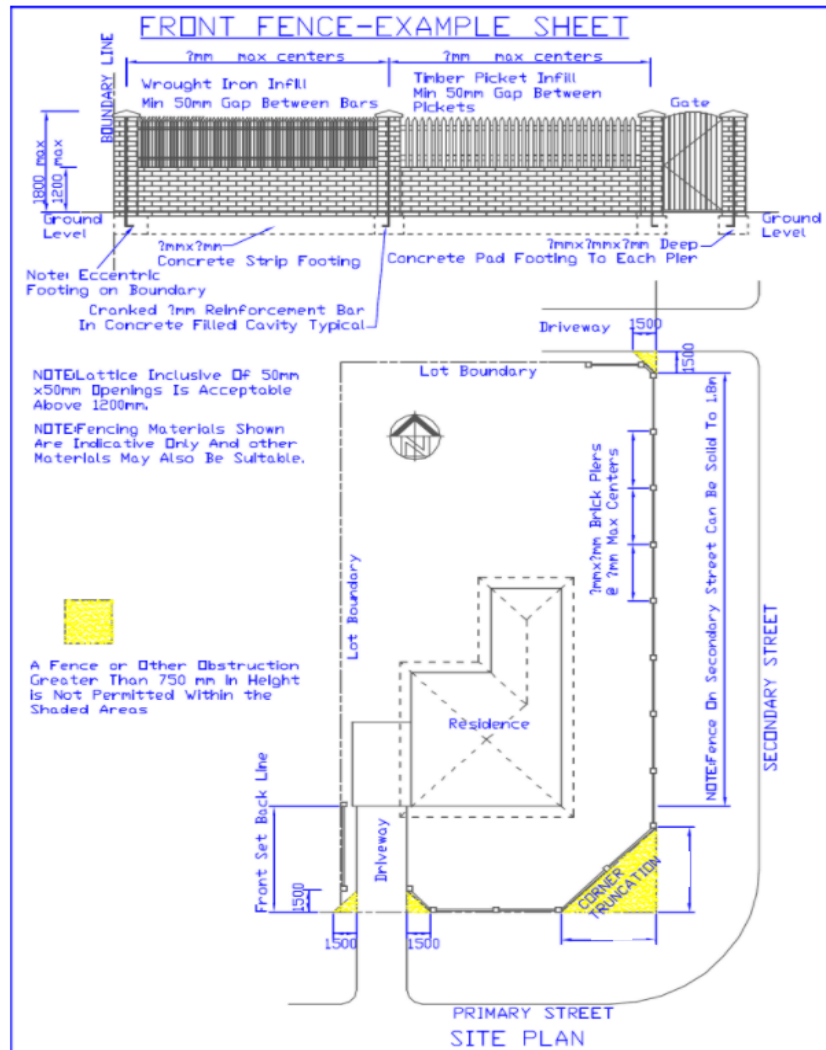 FRONT FENCE-EXAMPLE SHEET
BOUNDARY LINE
?mm max centers
?mm max centers
Wrought Iron Infill
Min 50mm Gap Between Bars
Timber Picket Infill
Min 50mm Gap Between
Pickets
Gate
1800 max
1200 max
Ground
Level
Ground
Level
?mmx?mm
Concrete Strip Footing
?mmx?mmx?mm Deep
Concrete Pad Footing To Each Pier
Note: Eccentric
Footing on Boundary
Cranked ?mm Reinforcement Bar
In Concrete Filled Cavity Typical
Driveway
1500
1500
Lot Boundary
NOTE:Lattice Inclusive Of 50mm
x50mm Openings Is Acceptable
Above 1200mm.
NOTE:Fencing Materials Shown
Are Indicative Only And other
Materials May Also Be Suitable.
N
?mmx?mm Brick Piers
@ ?mm Max Centers
NOTE:Fence On Secondary Street Can Be Solid To 1.8m
SECONDARY STREET
Lot Boundary
A Fence or Other Obstruction
Greater Than 750 mm In Height
Is Not Permitted Within the
Shaded Areas
Residence
Front Set Back Line
Driveway
1500
CORNER
TRUNCATION
1500
1500
PRIMARY STREET
SITE PLAN